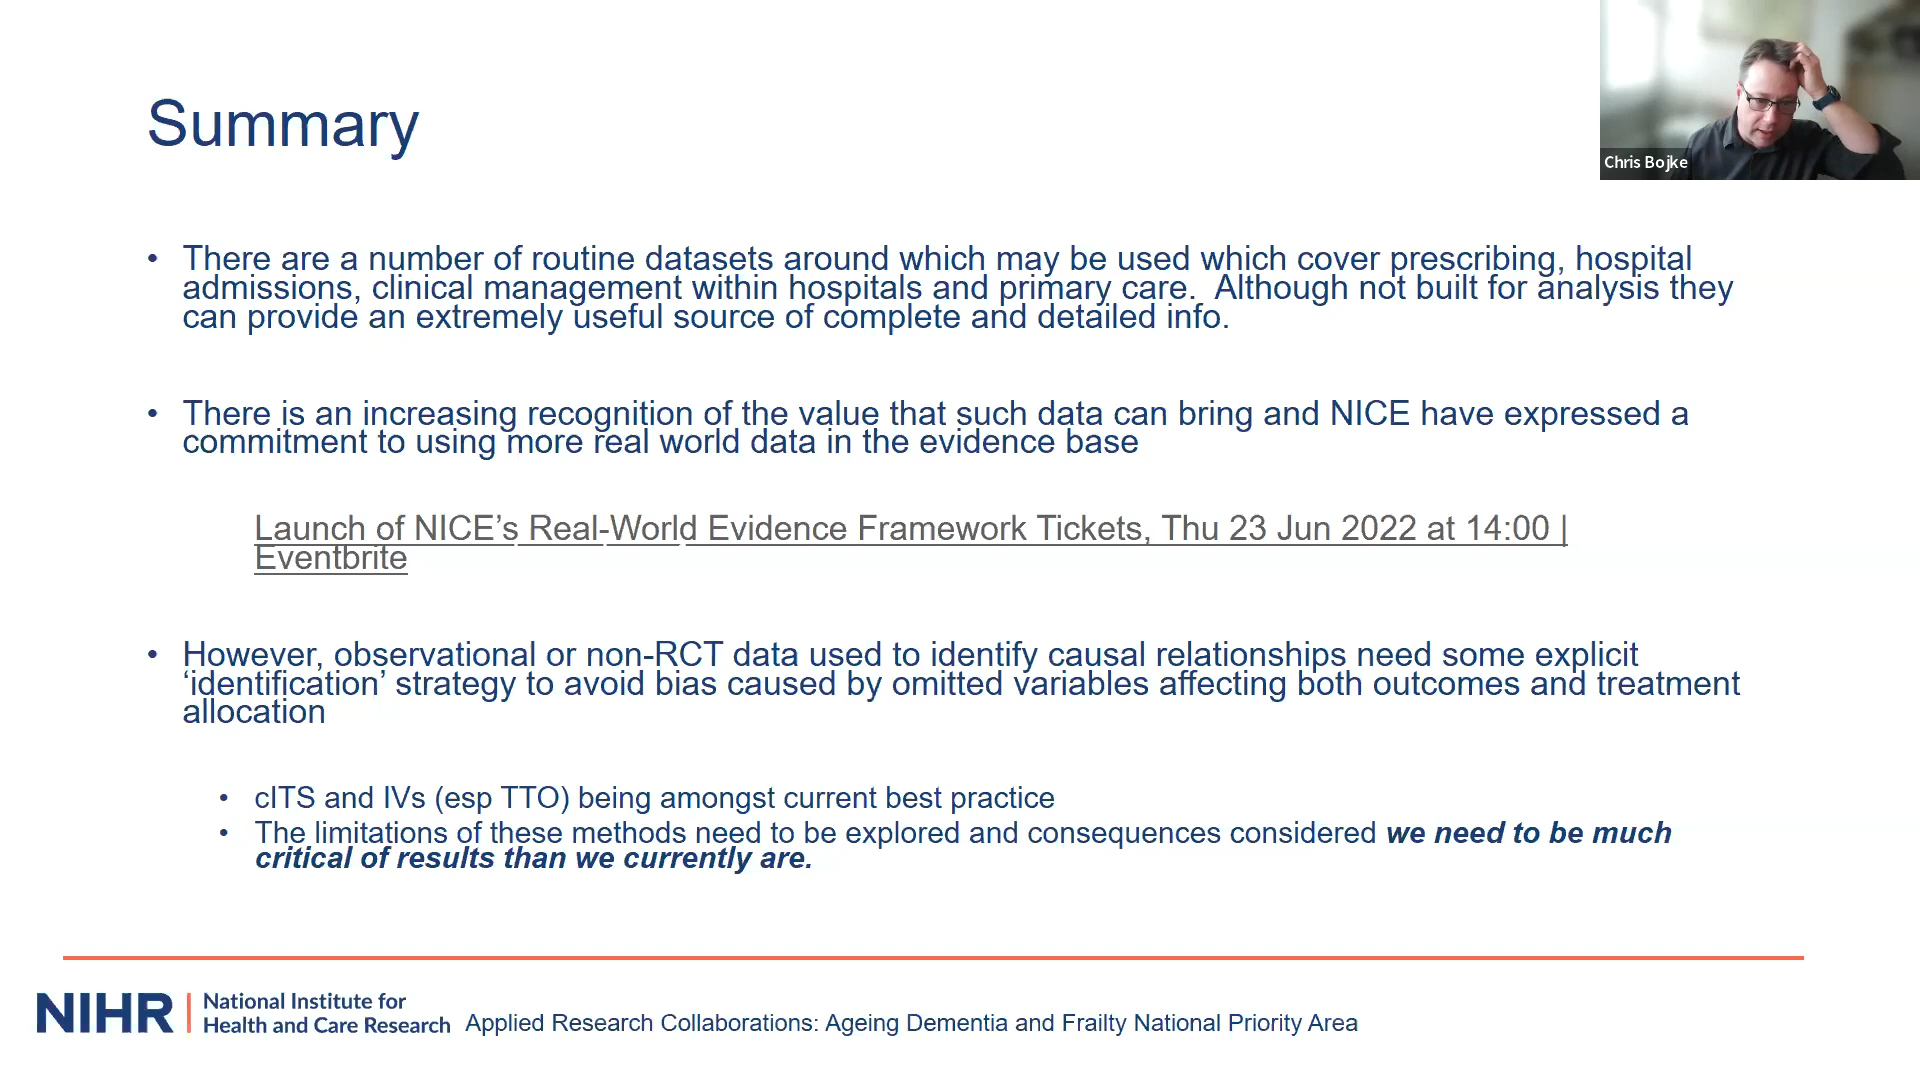 Summary
Chris Bojke
• There are a number of routine datasets around which may be used which cover prescribing, hospital
admissions, clinical management within hospitals and primary care.  Although not built for analysis they
can provide an extremely useful source of complete and detailed info.
• There is an increasing recognition of the value that such data can bring and NICE have expressed a
commitment to using more real world data in the evidence base
Launch of NICE’s Real-World Evidence Framework Tickets, Thu 23 Jun 2022 at 14:00 |
Eventbrite
• However, observational or non-RCT data used to identify causal relationships need some explicit
‘identification’ strategy to avoid bias caused by omitted variables affecting both outcomes and treatment
allocation
• cITS and IVs (esp TTO) being amongst current best practice
• The limitations of these methods need to be explored and consequences considered we need to be much
critical of results than we currently are.
NIHR | National Institute for
Health and Care Research
Applied Research Collaborations: Ageing Dementia and Frailty National Priority Area